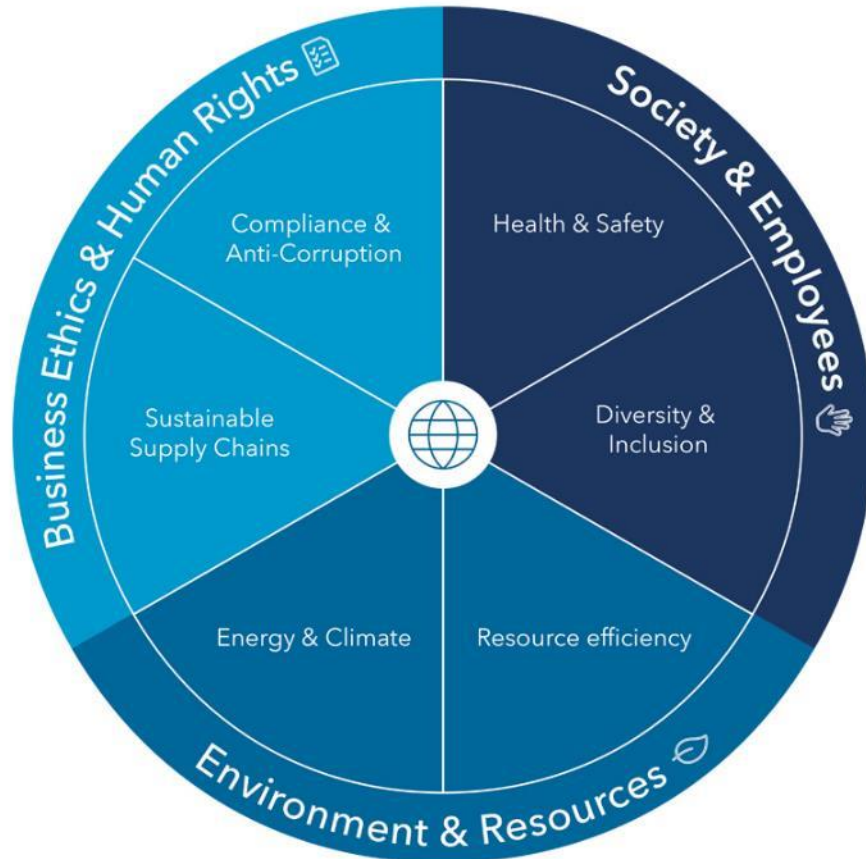 Business Ethics & Human Rights
Society & Employees
Compliance &
Anti-Corruption
Health & Safety
Sustainable
Supply Chains
Diversity &
Inclusion
Energy & Climate
Resource efficiency
Environment & Resources